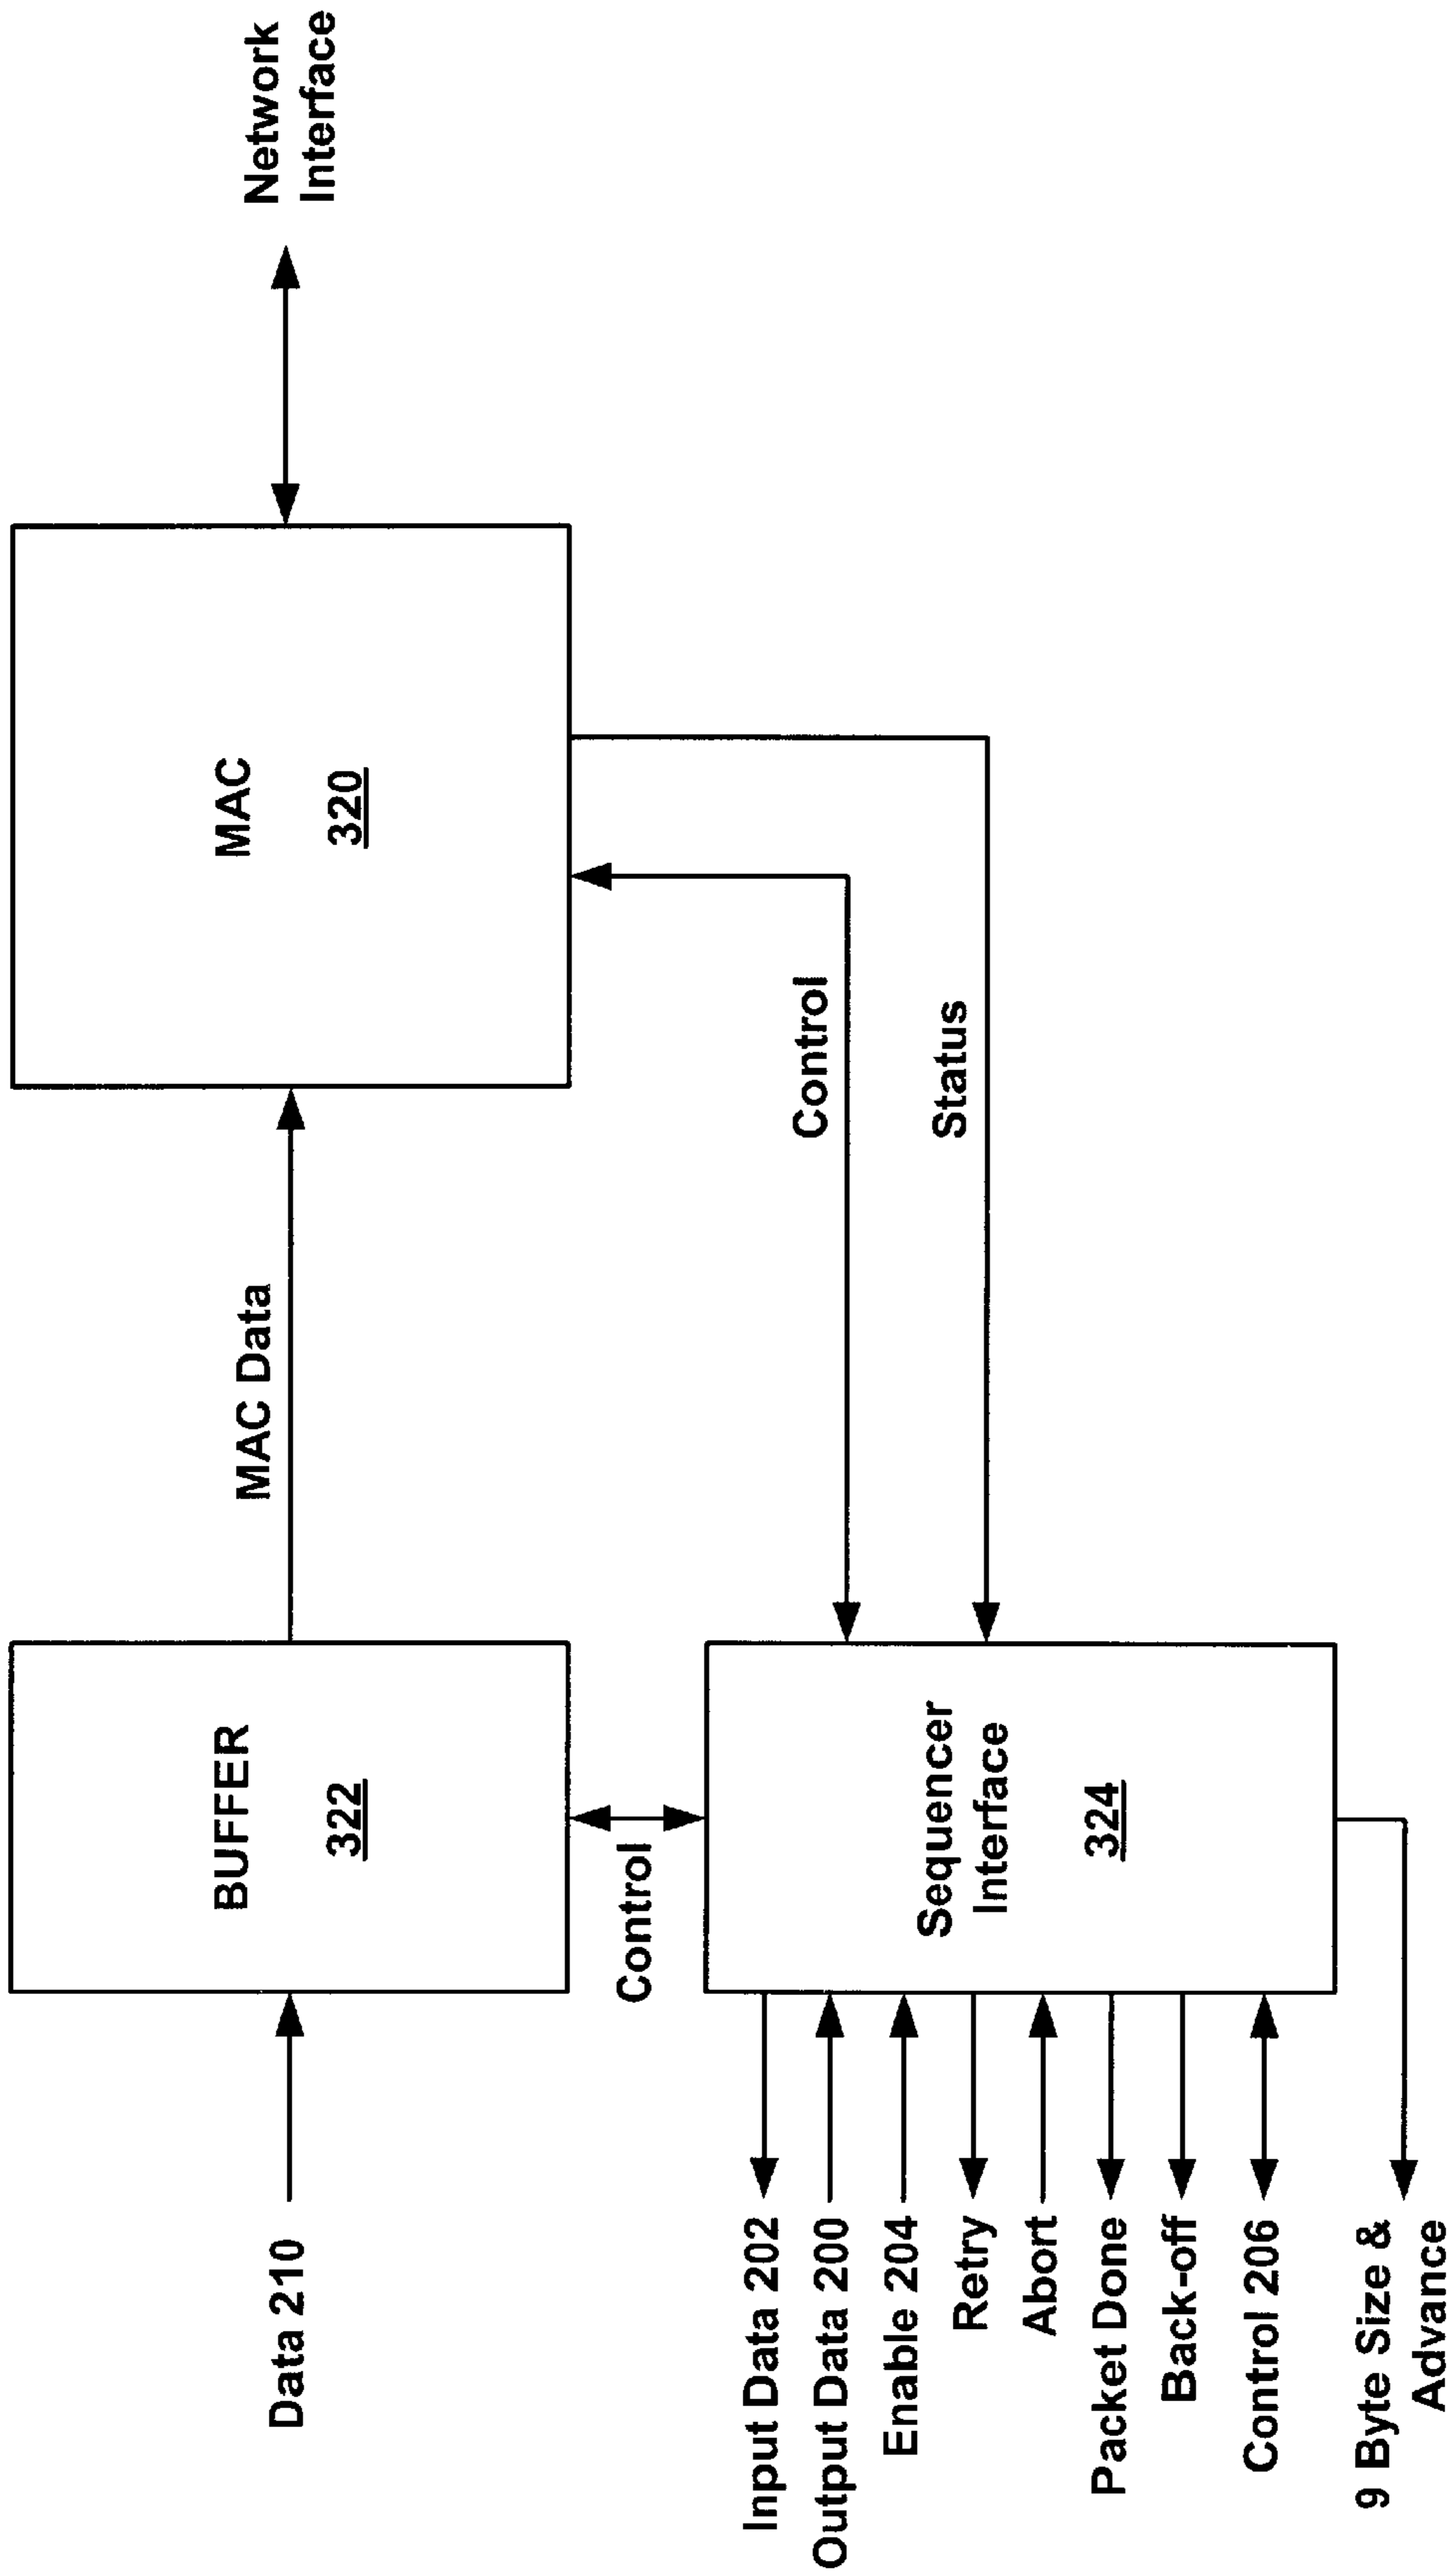 Data 210
BUFFER
322
MAC Data
MAC
320
Network
Interface
Control
Control
Status
Sequencer
Interface
324
Input Data 202
Output Data 200
Enable 204
Retry
Abort
Packet Done
Back-off
Control 206
9 Byte Size &
Advance